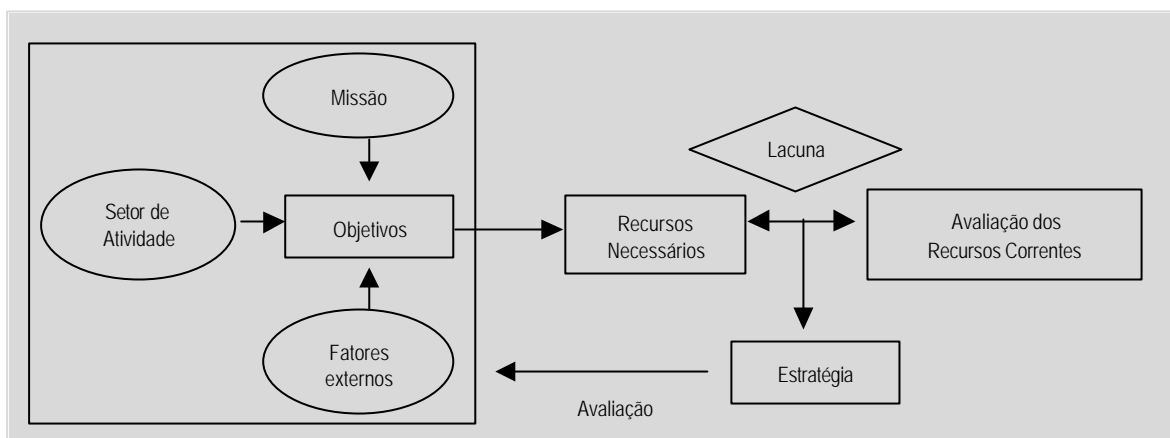 Missão
Setor de
Atividade
Objetivos
Fatores
externos
Recursos
Necessários
Lacuna
Avaliação dos
Recursos Correntes
Estratégia
Avaliação